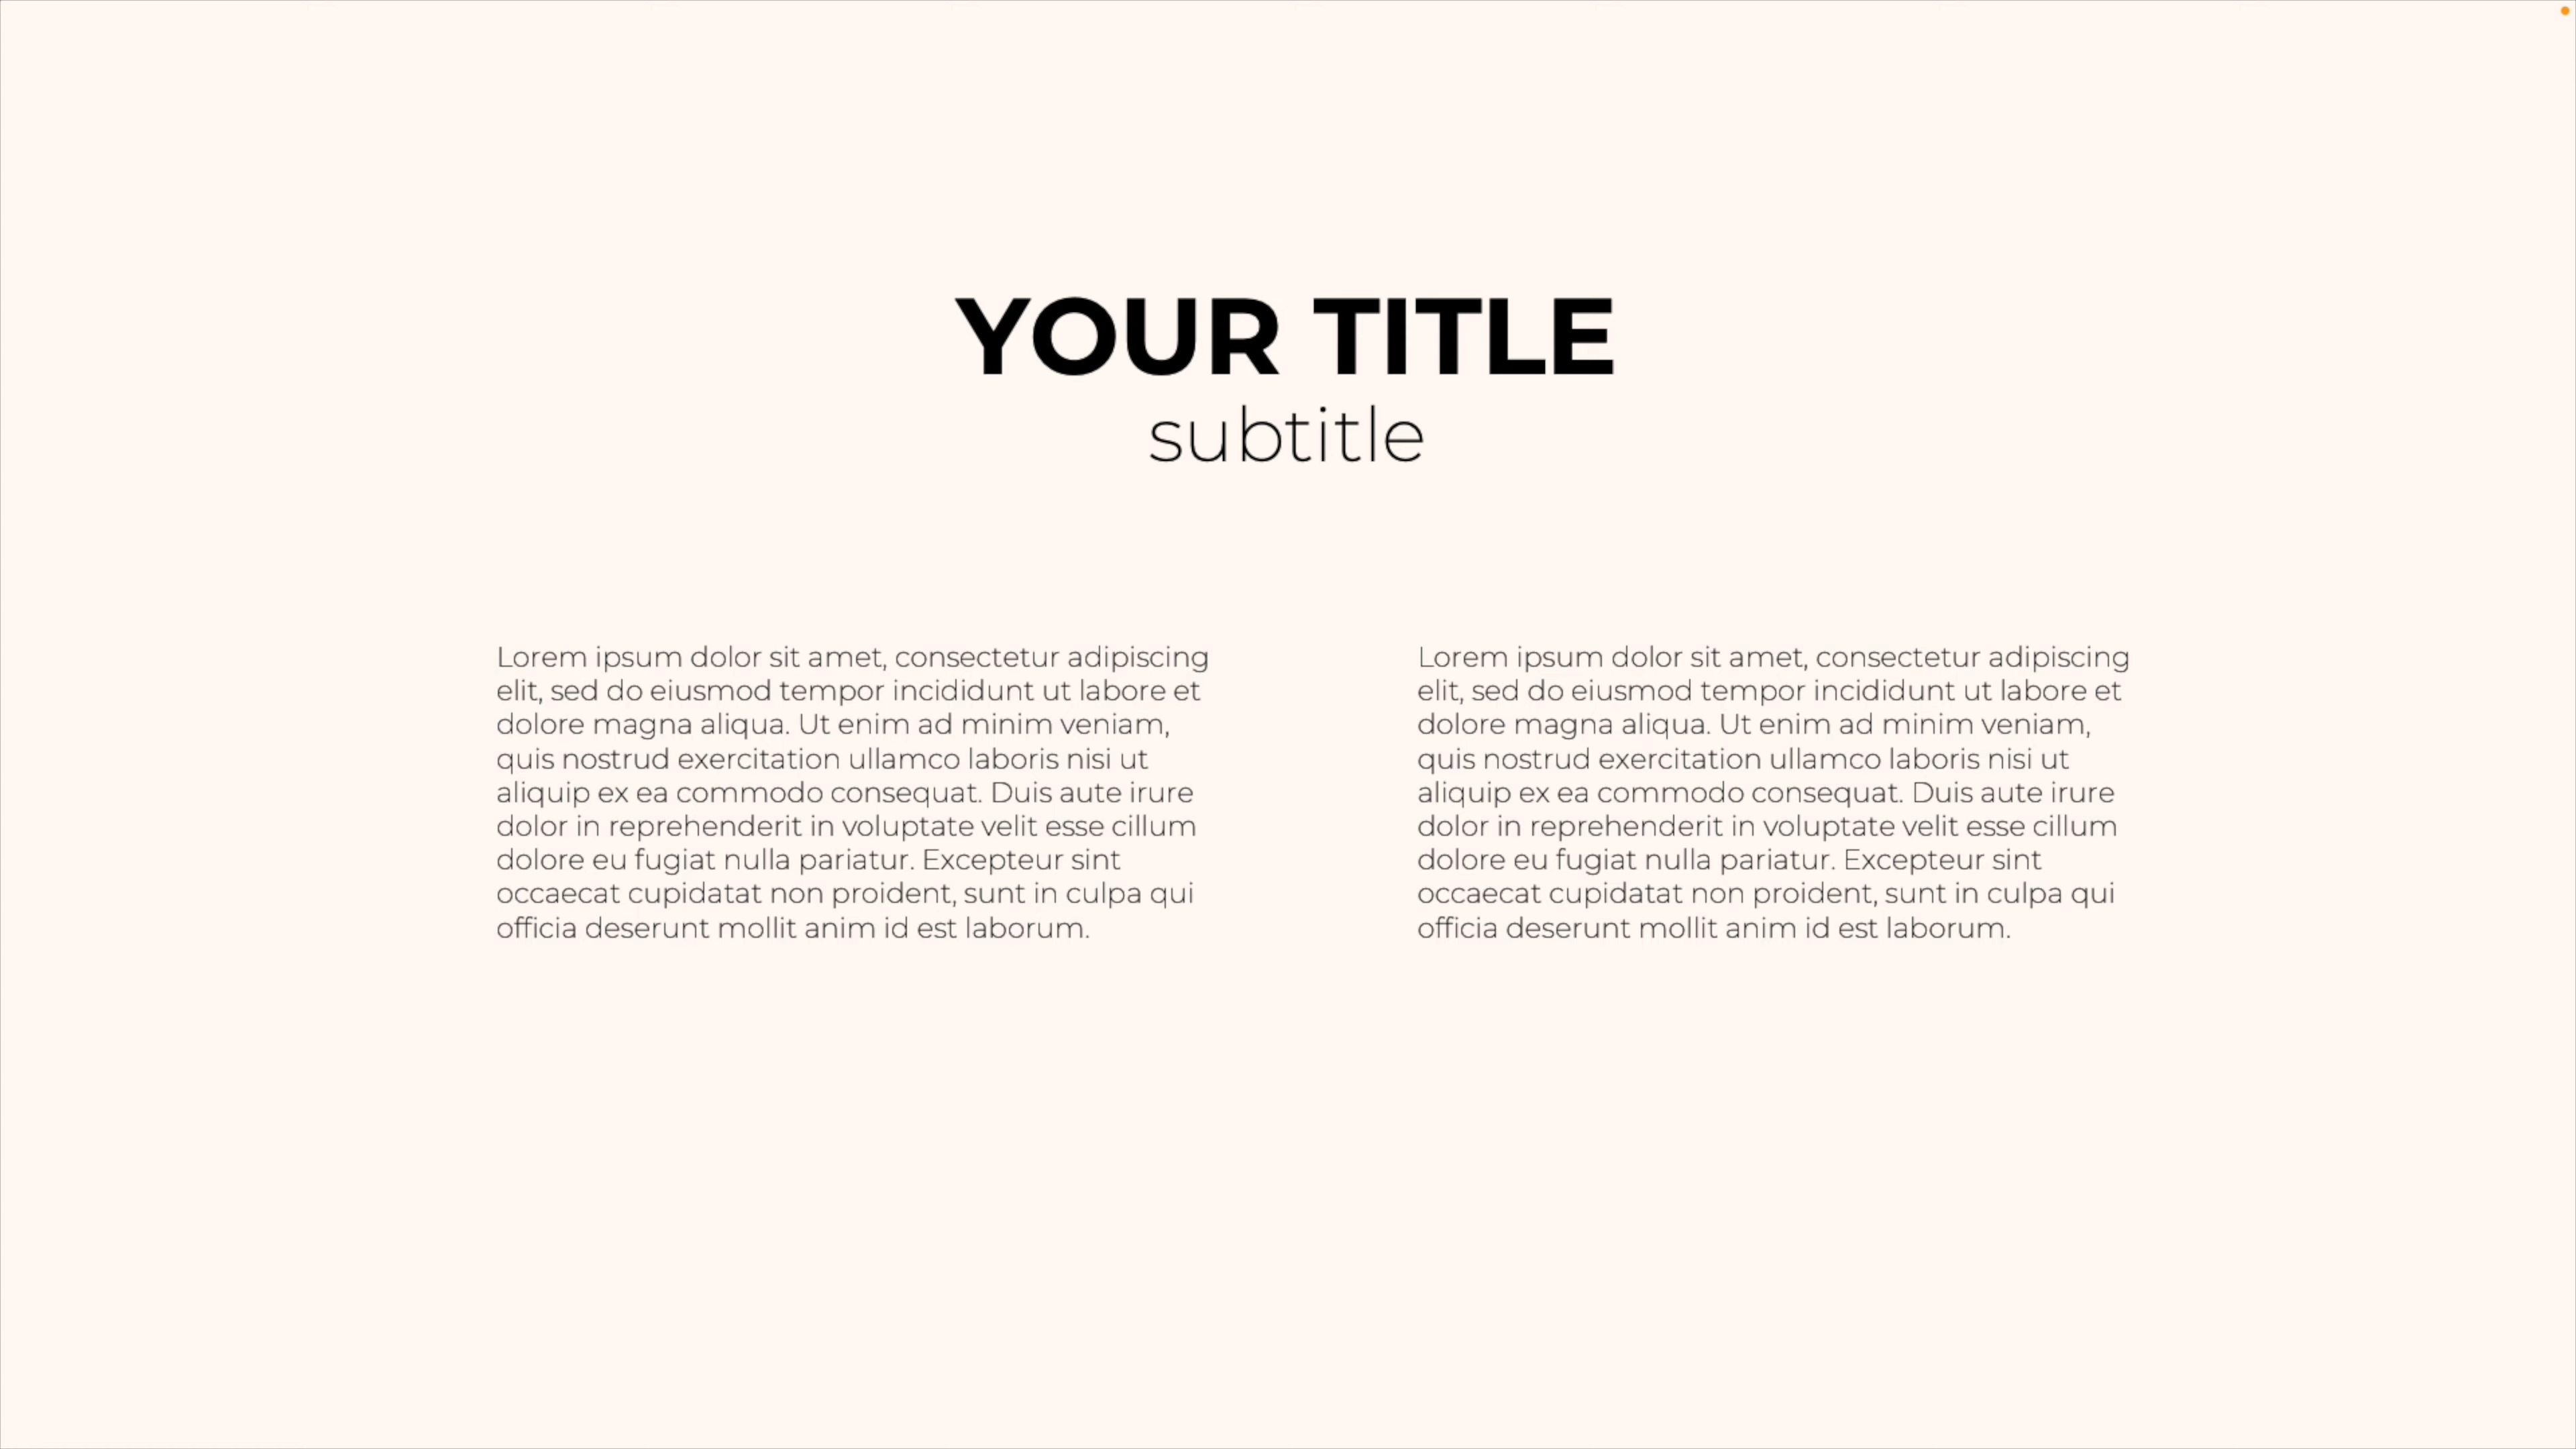 YOUR TITLE
subtitle
Lorem ipsum dolor sit amet, consectetur adipiscing
elit, sed do eiusmod tempor incididunt ut labore et
dolore magna aliqua. Ut enim ad minim veniam,
quis nostrud exercitation ullamco laboris nisi ut
aliquip ex ea commodo consequat. Duis aute irure
dolor in reprehenderit in voluptate velit esse cillum
dolore eu fugiat nulla pariatur. Excepteur sint
occaecat cupidatat non proident, sunt in culpa qui
officia deserunt mollit anim id est laborum.
Lorem ipsum dolor sit amet, consectetur adipiscing
elit, sed do eiusmod tempor incididunt ut labore et
dolore magna aliqua. Ut enim ad minim veniam,
quis nostrud exercitation ullamco laboris nisi ut
aliquip ex ea commodo consequat. Duis aute irure
dolor in reprehenderit in voluptate velit esse cillum
dolore eu fugiat nulla pariatur. Excepteur sint
occaecat cupidatat non proident, sunt in culpa qui
officia deserunt mollit anim id est laborum.